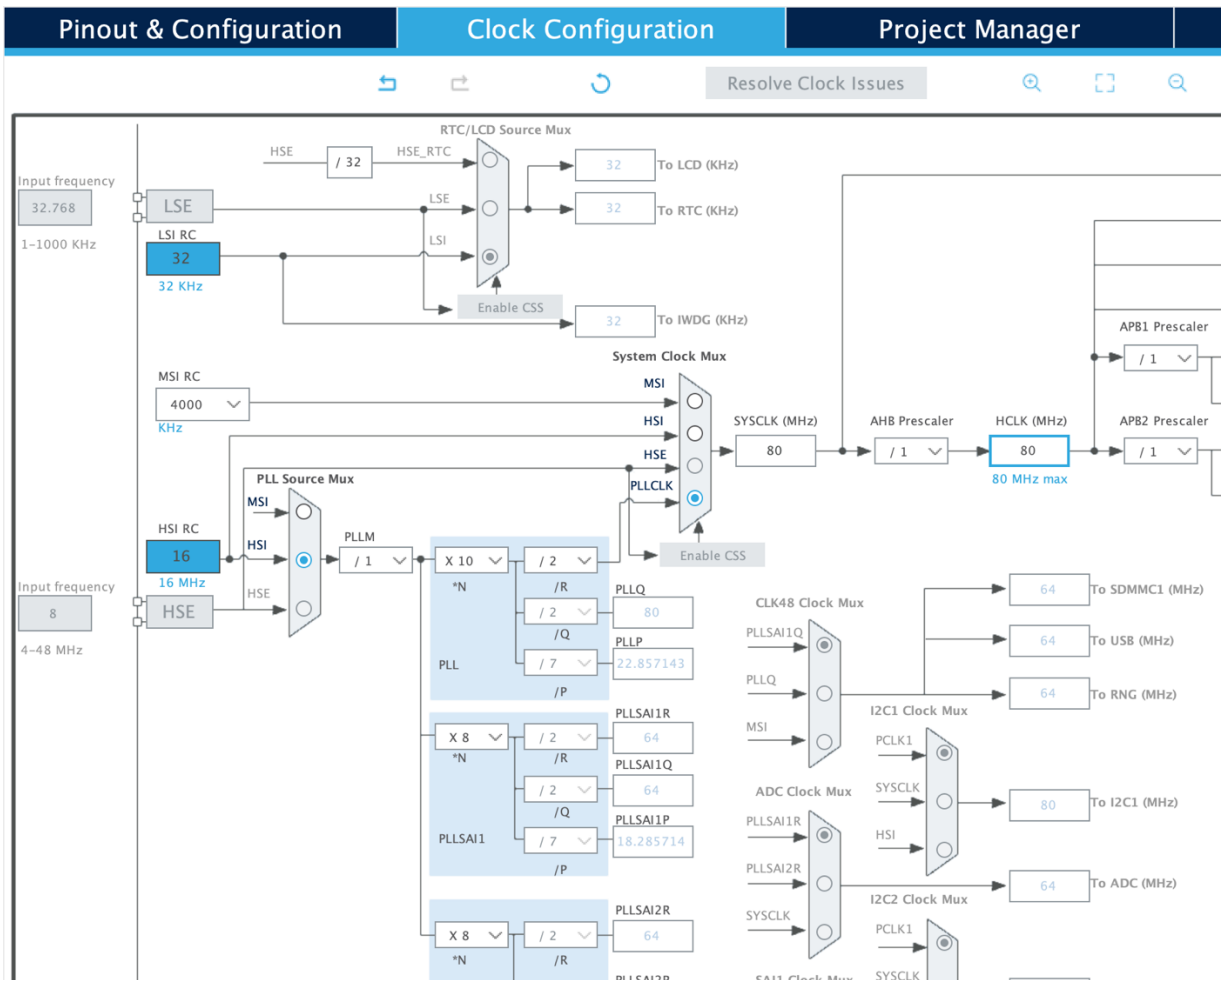 Pinout & Configuration
Clock Configuration
Project Manager
Resolve Clock Issues
RTC/LCD Source Mux
HSE
/ 32
HSE_RTC
32
To LCD (KHz)
Input frequency
32.768
1-1000 KHz
LSE
LSE
32
To RTC (KHz)
LSI RC
32
32 KHz
LSI
Enable CSS
32
To IWDG (KHz)
System Clock Mux
MSI RC
4000
KHz
MSI
HSI
HSE
PLLCLK
SYSCLK (MHz)
80
AHB Prescaler
/ 1
HCLK (MHz)
80
80 MHz max
APB1 Prescaler
/ 1
APB2 Prescaler
/ 1
Enable CSS
PLL Source Mux
MSI
HSI RC
16
16 MHz
HSI
HSE
Input frequency
8
4-48 MHz
HSE
PLLM
/ 1
X 10
*N
/ 2
/R
PLLQ
/ 2
80
/Q
PLLP
/ 7
22.857143
/P
PLL
PLLSAI1R
X 8
*N
/ 2
64
/R
PLLSAI1Q
/ 2
64
/Q
PLLSAI1P
/ 7
18.285714
/P
PLLSAI1
PLLSAI2R
X 8
*N
/ 2
64
/R
CLK48 Clock Mux
PLLSAI1Q
PLLQ
MSI
64
To SDMMC1 (MHz)
64
To USB (MHz)
64
To RNG (MHz)
I2C1 Clock Mux
PCLK1
SYSCLK
HSI
80
To I2C1 (MHz)
ADC Clock Mux
PLLSAI1R
PLLSAI2R
SYSCLK
64
To ADC (MHz)
I2C2 Clock Mux
PCLK1
SYSCLK
SAI1 Clock Mux